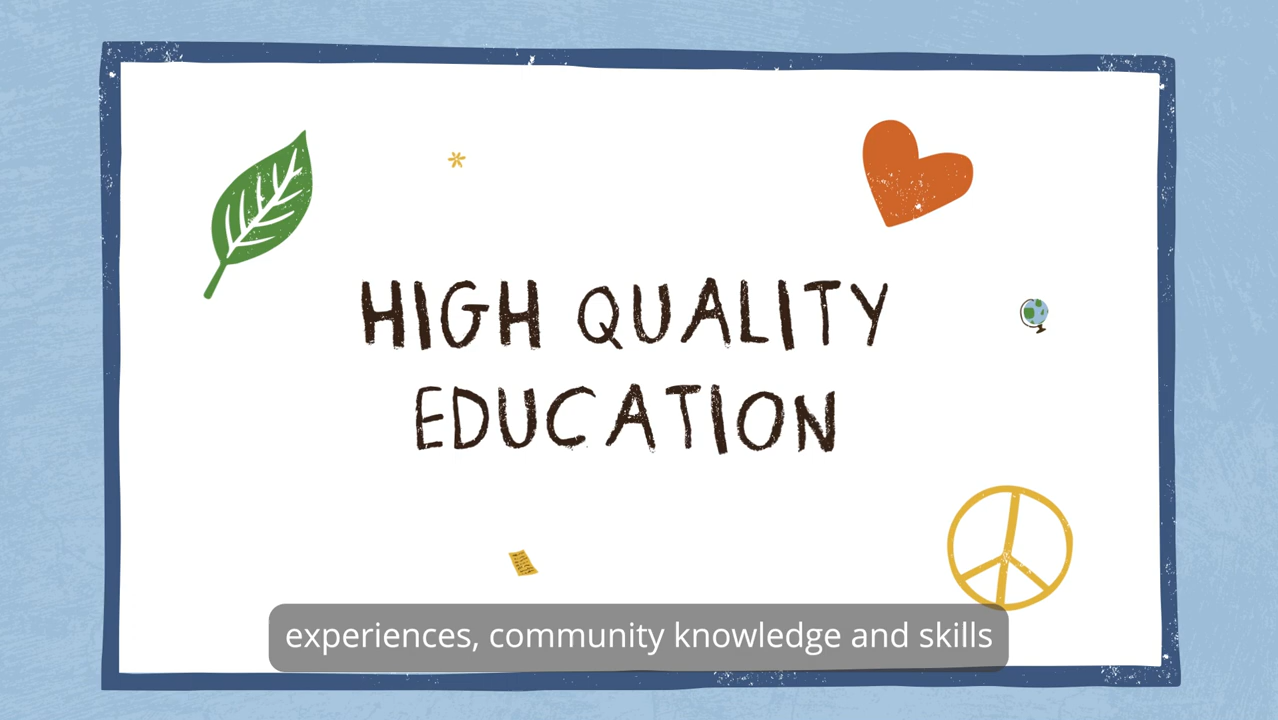 HIGH QUALITY
EDUCATION
experiences, community knowledge and skills